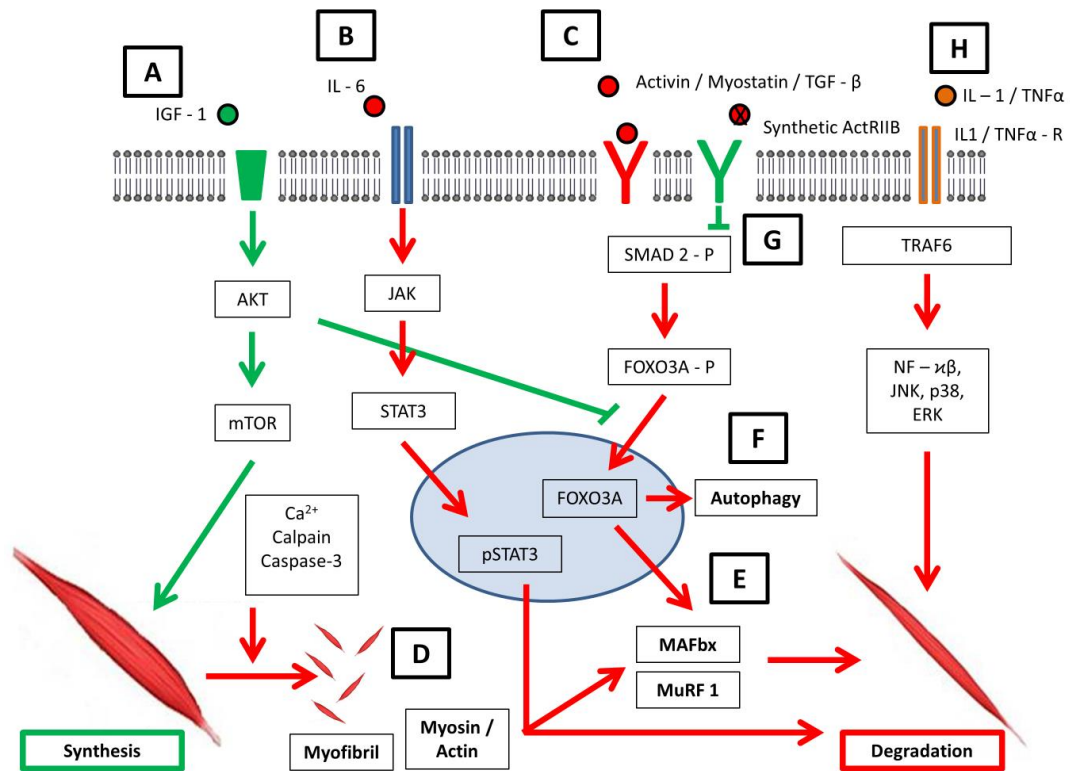 A
B
C
H
IGF - 1
IL - 6
Activin / Myostatin / TGF - β
X
Synthetic ActRIIB
IL – 1 / TNFα
IL1 / TNFα - R
AKT
JAK
SMAD 2 - P
G
TRAF6
mTOR
STAT3
FOXO3A - P
NF – ϰβ,
JNK, p38,
ERK
F
FOXO3A
Autophagy
Ca²⁺
Calpain
Caspase-3
pSTAT3
E
D
MAFbx
MuRF 1
Synthesis
Myofibril
Myosin /
Actin
Degradation